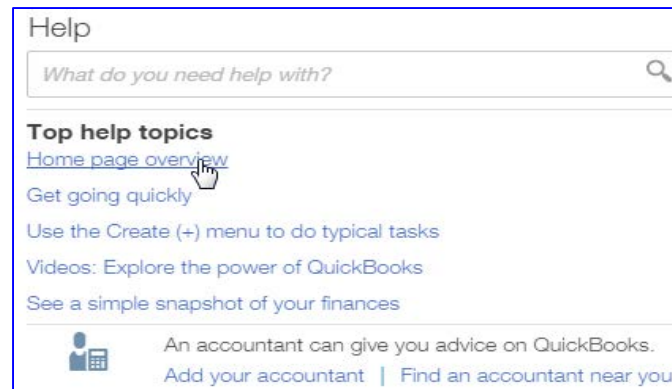 Help
What do you need help with?
Top help topics
Home page overview
Get going quickly
Use the Create (+) menu to do typical tasks
Videos: Explore the power of QuickBooks
See a simple snapshot of your finances
An accountant can give you advice on QuickBooks.
Add your accountant | Find an accountant near you